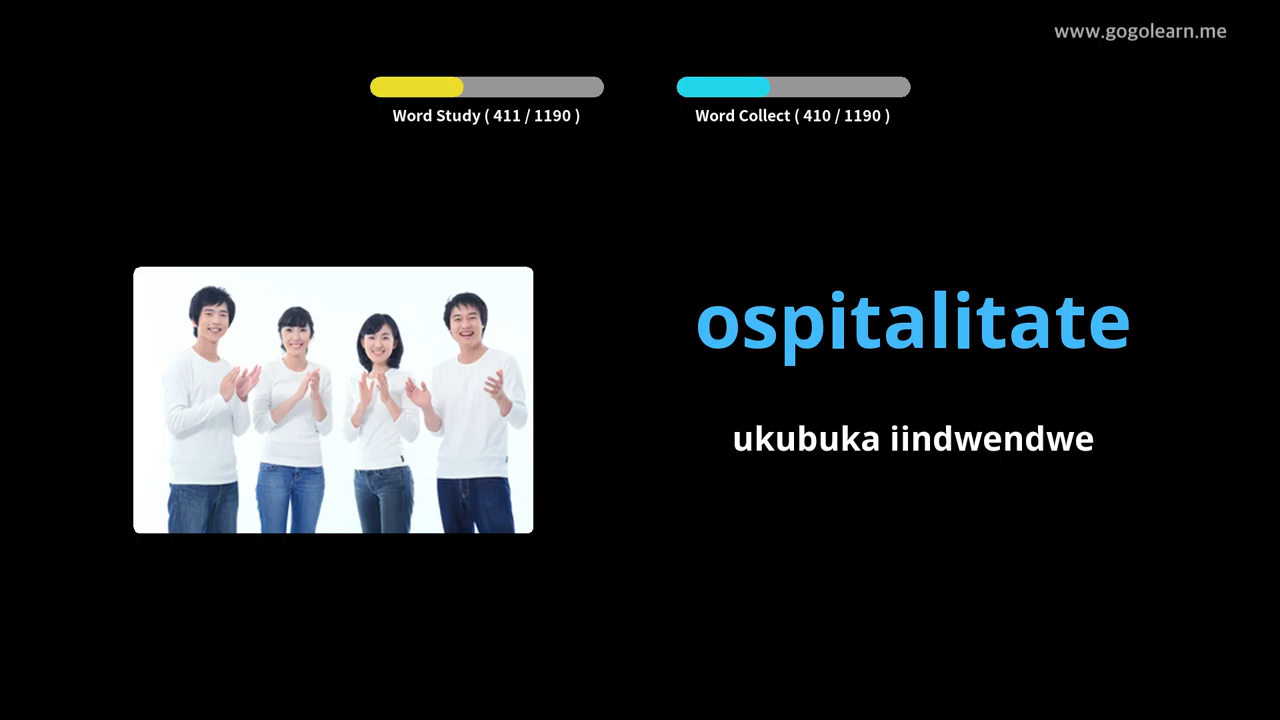 www.gogolearn.me
Word Study ( 411 / 1190 )
Word Collect ( 410 / 1190 )
ospitalitate
ukubuka iindwendwe